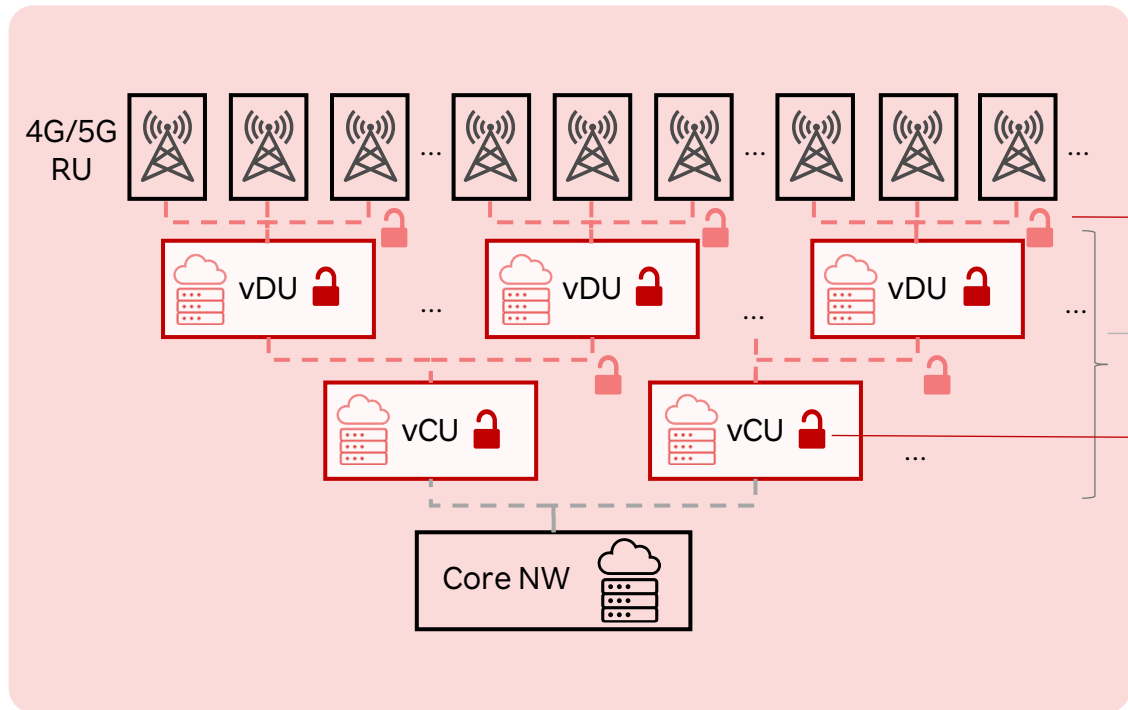 4G/5G
RU
... ... ...
vDU vDU vDU
... ... ...
vCU vCU
...
Core NW